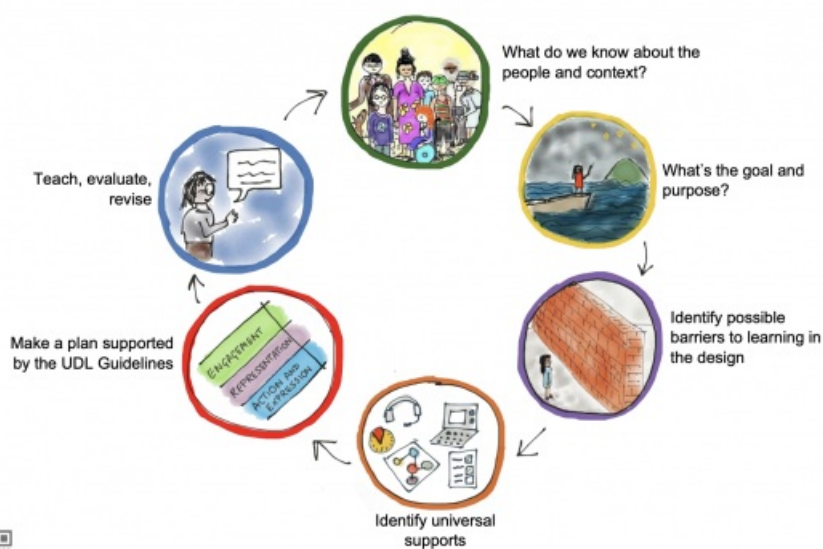 What do we know about the
people and context?
What's the goal and
purpose?
Identify possible
barriers to learning in
the design
Identify universal
supports
Make a plan supported
by the UDL Guidelines
ENGAGEMENT
REPRESENTATION
ACTION AND
EXPRESSION
Teach, evaluate,
revise